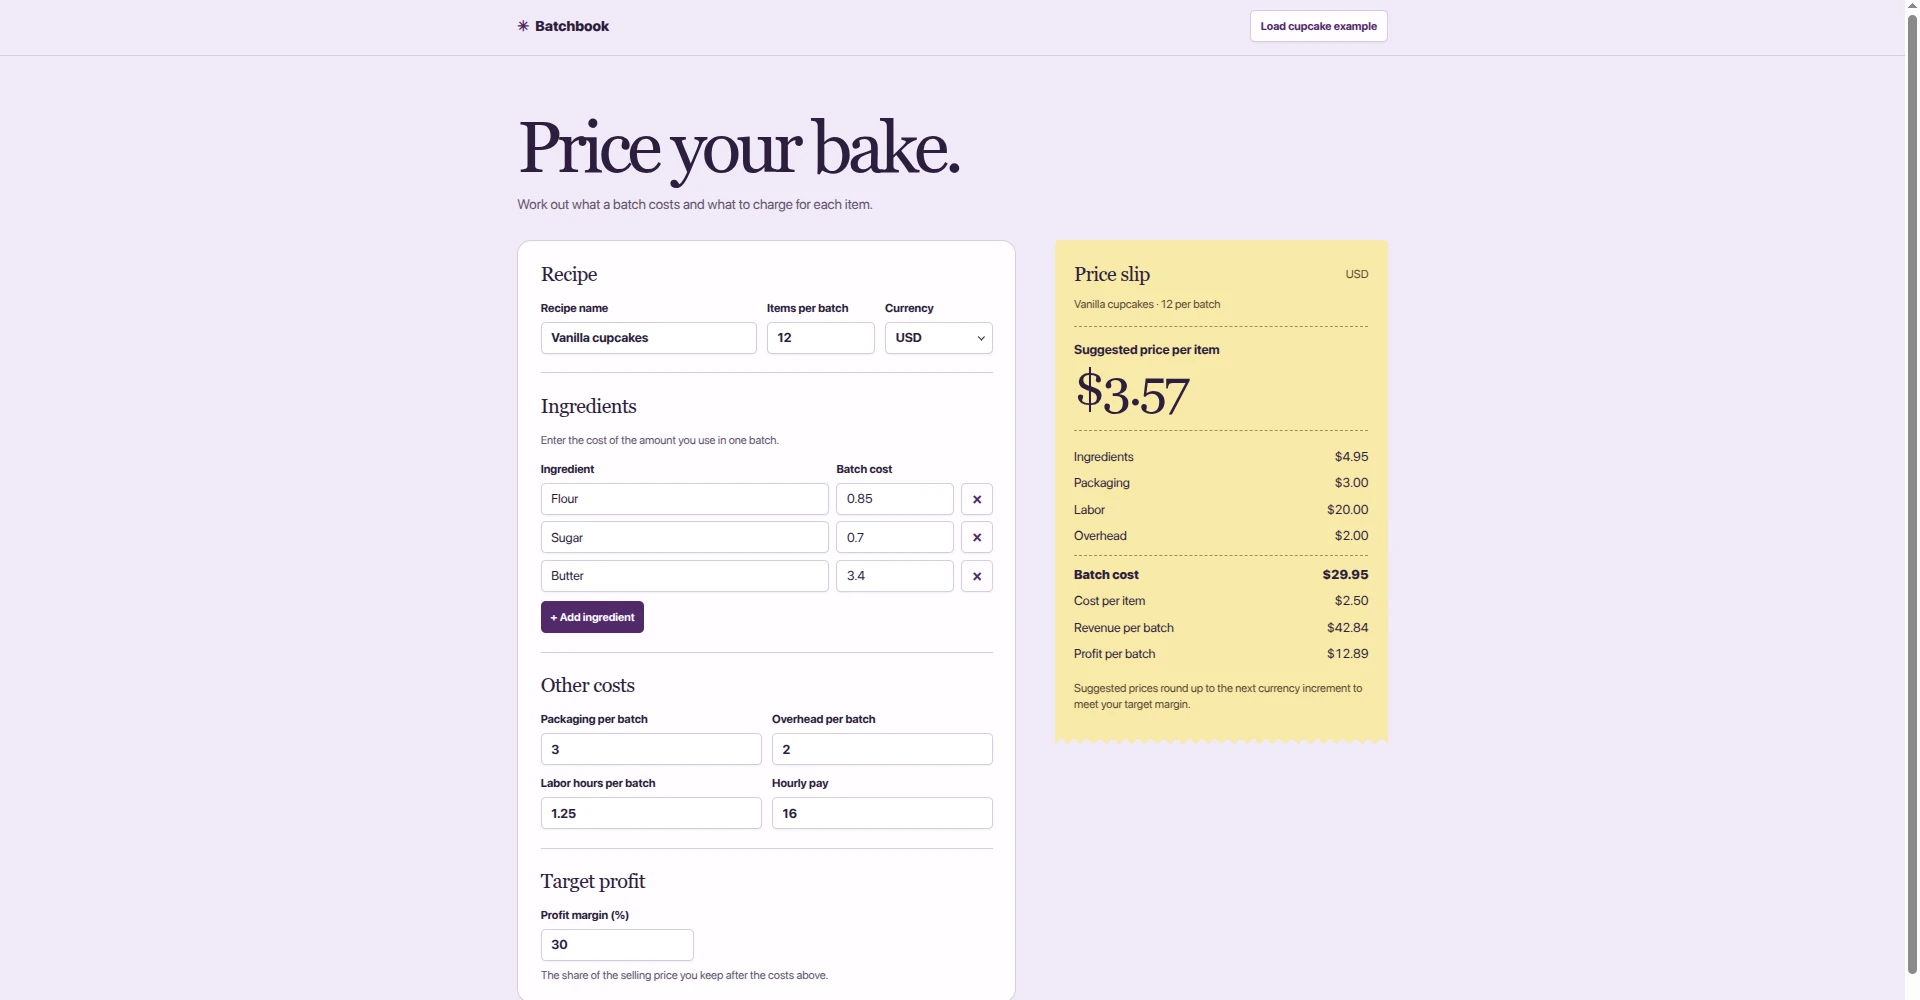 ✳ Batchbook
Load cupcake example
Price your bake.
Work out what a batch costs and what to charge for each item.
Recipe
Recipe name Items per batch Currency
Vanilla cupcakes 12 USD
Ingredients
Enter the cost of the amount you use in one batch.
Ingredient Batch cost
Flour 0.85 ×
Sugar 0.7 ×
Butter 3.4 ×
+ Add ingredient
Other costs
Packaging per batch Overhead per batch
3 2
Labor hours per batch Hourly pay
1.25 16
Target profit
Profit margin (%)
30
The share of the selling price you keep after the costs above.
Price slip USD
Vanilla cupcakes · 12 per batch
Suggested price per item
$3.57
Ingredients $4.95
Packaging $3.00
Labor $20.00
Overhead $2.00
Batch cost $29.95
Cost per item $2.50
Revenue per batch $42.84
Profit per batch $12.89
Suggested prices round up to the next currency increment to
meet your target margin.